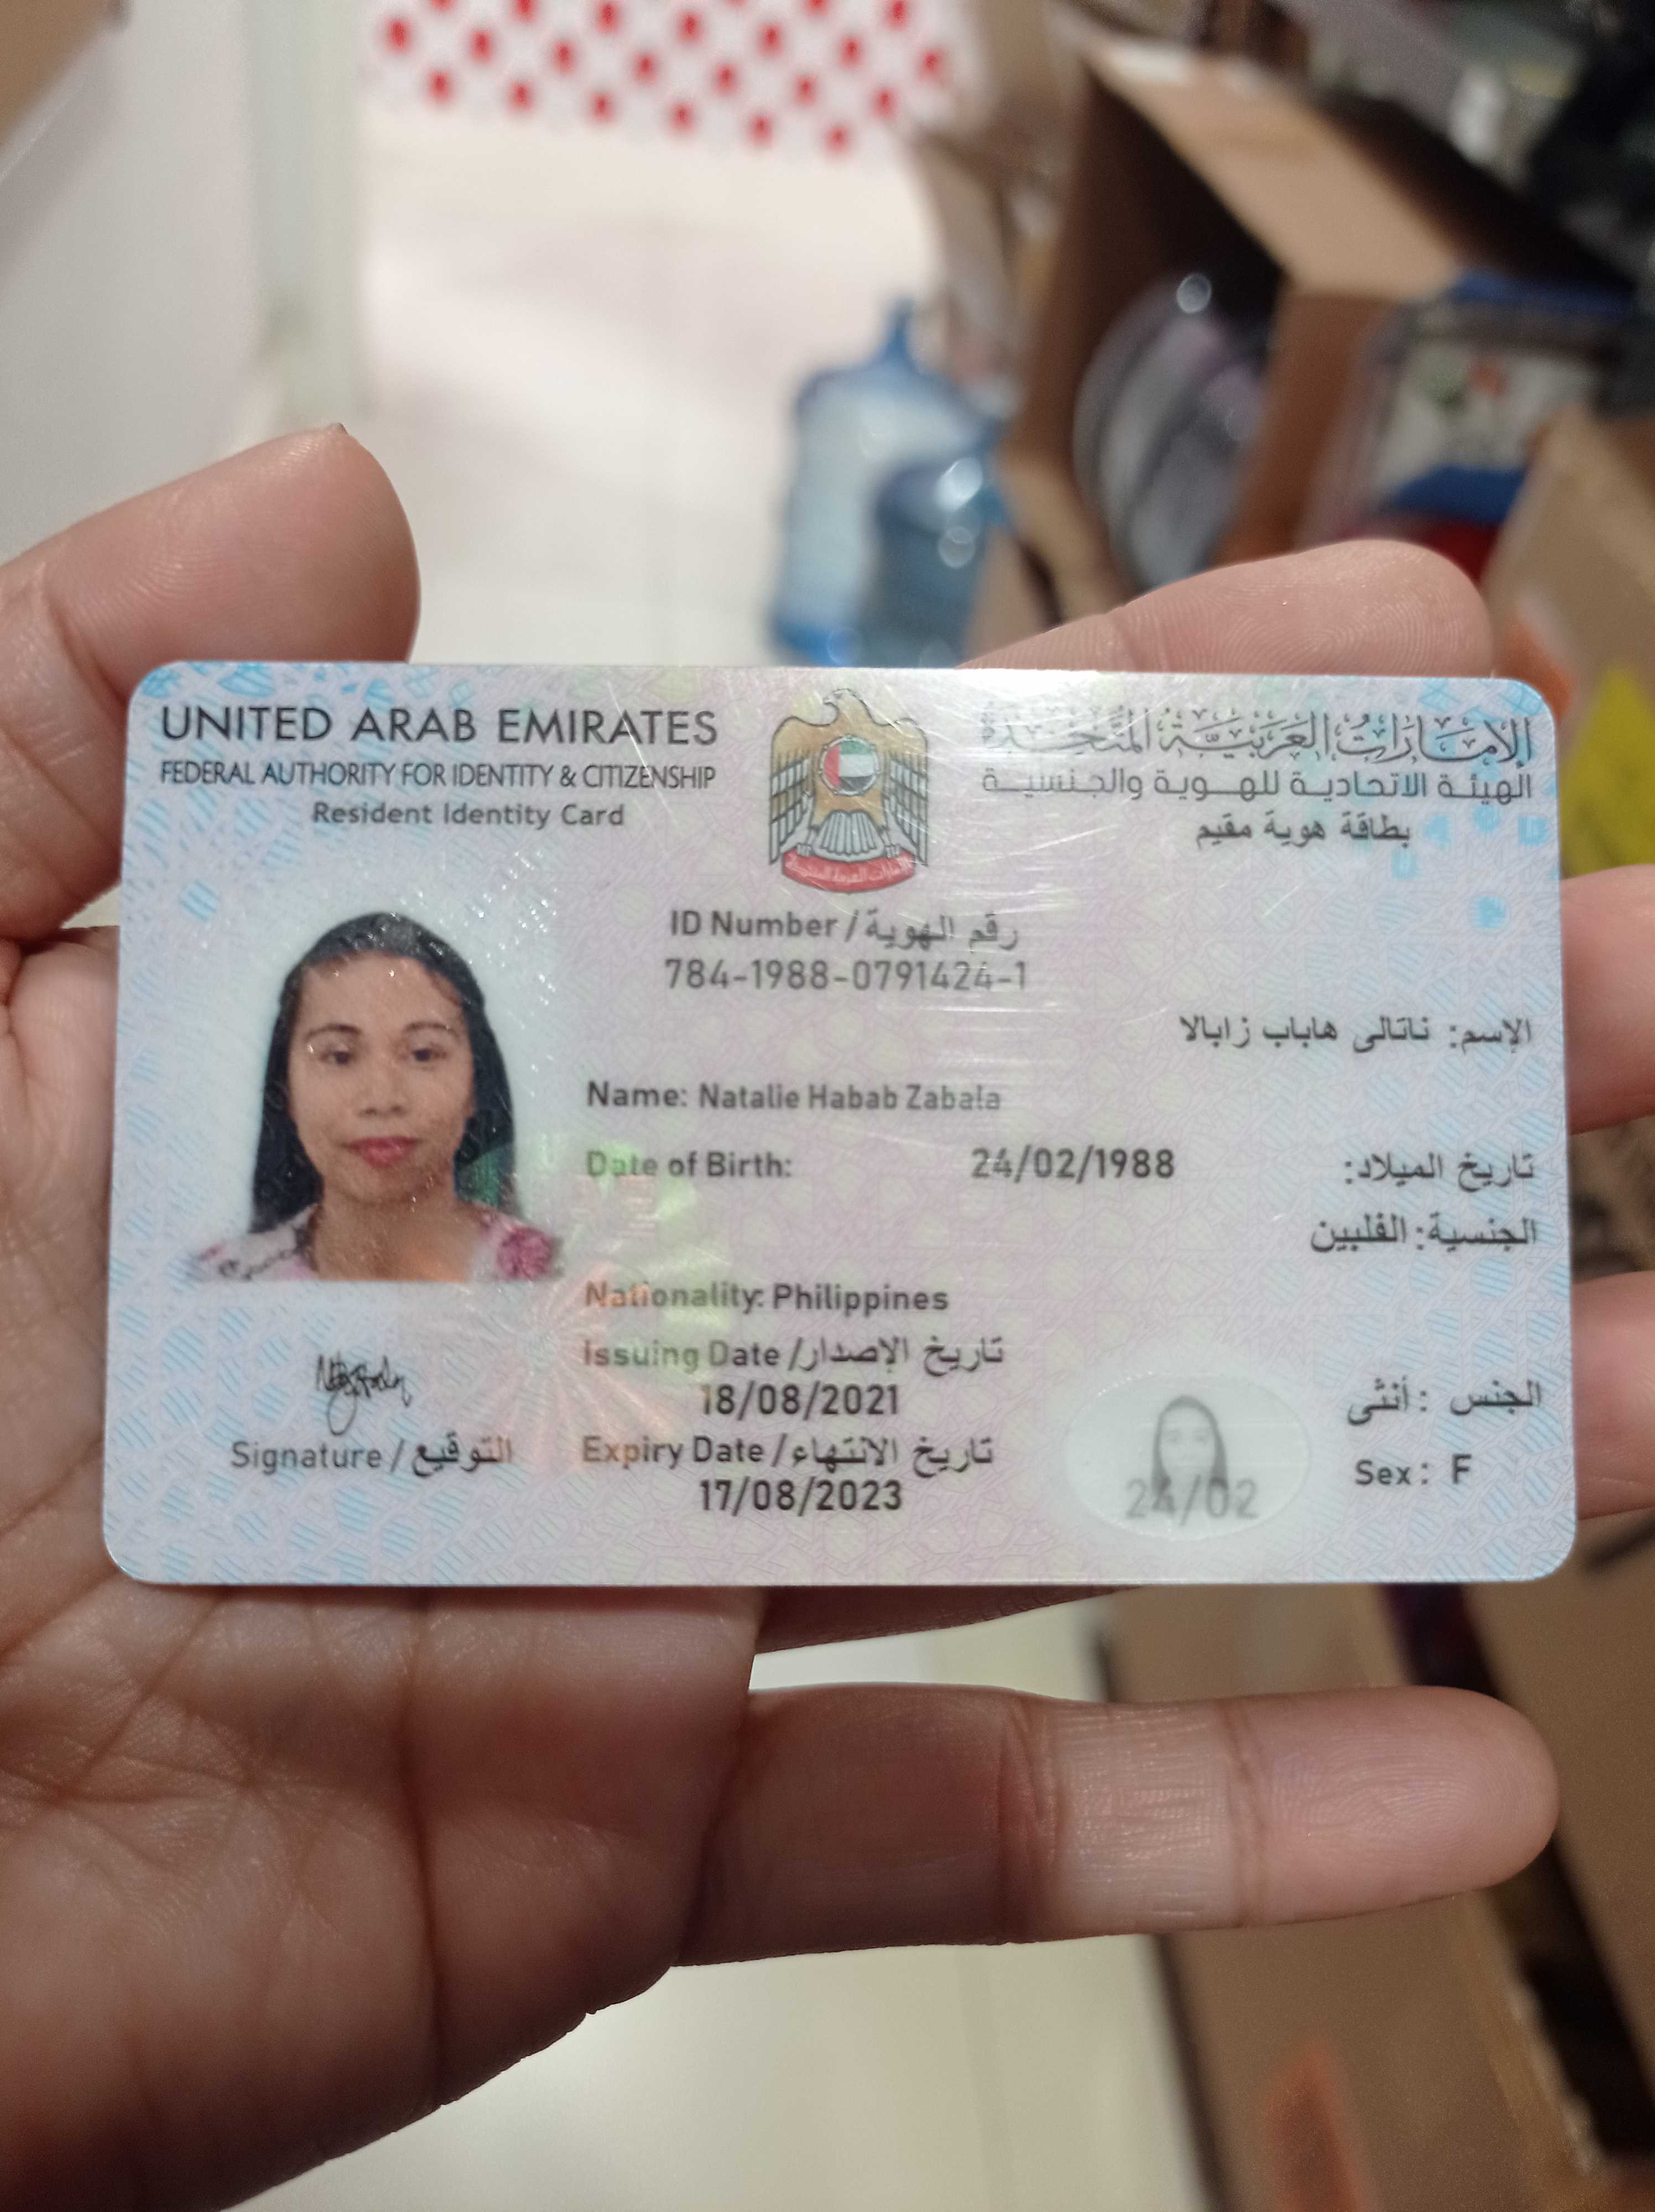 UNITED ARAB EMIRATES
الإمارات العربية المتحدة
FEDERAL AUTHORITY FOR IDENTITY & CITIZENSHIP
الهيئة الاتحادية للهوية والجنسية
Resident Identity Card
بطاقة هوية مقيم
ID Number / رقم الهوية
784-1988-0791424-1
الإسم: ناتالى هاباب زابالا
Name: Natalie Habab Zabala
Date of Birth: 24/02/1988 تاريخ الميلاد:
الجنسية: الفلبين
Nationality: Philippines
Issuing Date / تاريخ الإصدار
18/08/2021
Expiry Date / تاريخ الانتهاء
17/08/2023
Signature / التوقيع
24/02
الجنس : أنثى
Sex: F